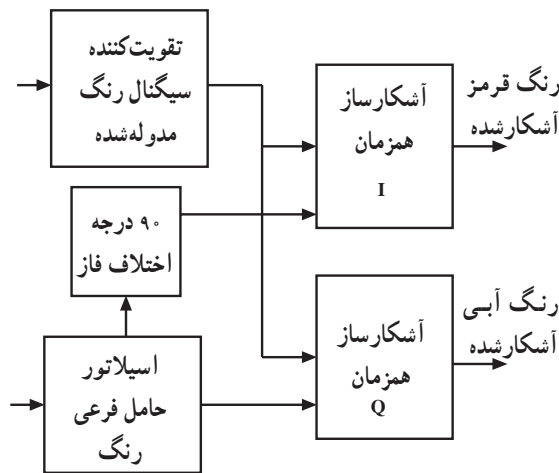 تقویت‌کننده
سیگنال رنگ
مدوله‌شده
آشکارساز
همزمان
I
رنگ قرمز
آشکارشده
۹۰ درجه
اختلاف فاز
آشکارساز
همزمان
Q
رنگ آبی
آشکارشده
اسیلاتور
حامل فرعی
رنگ